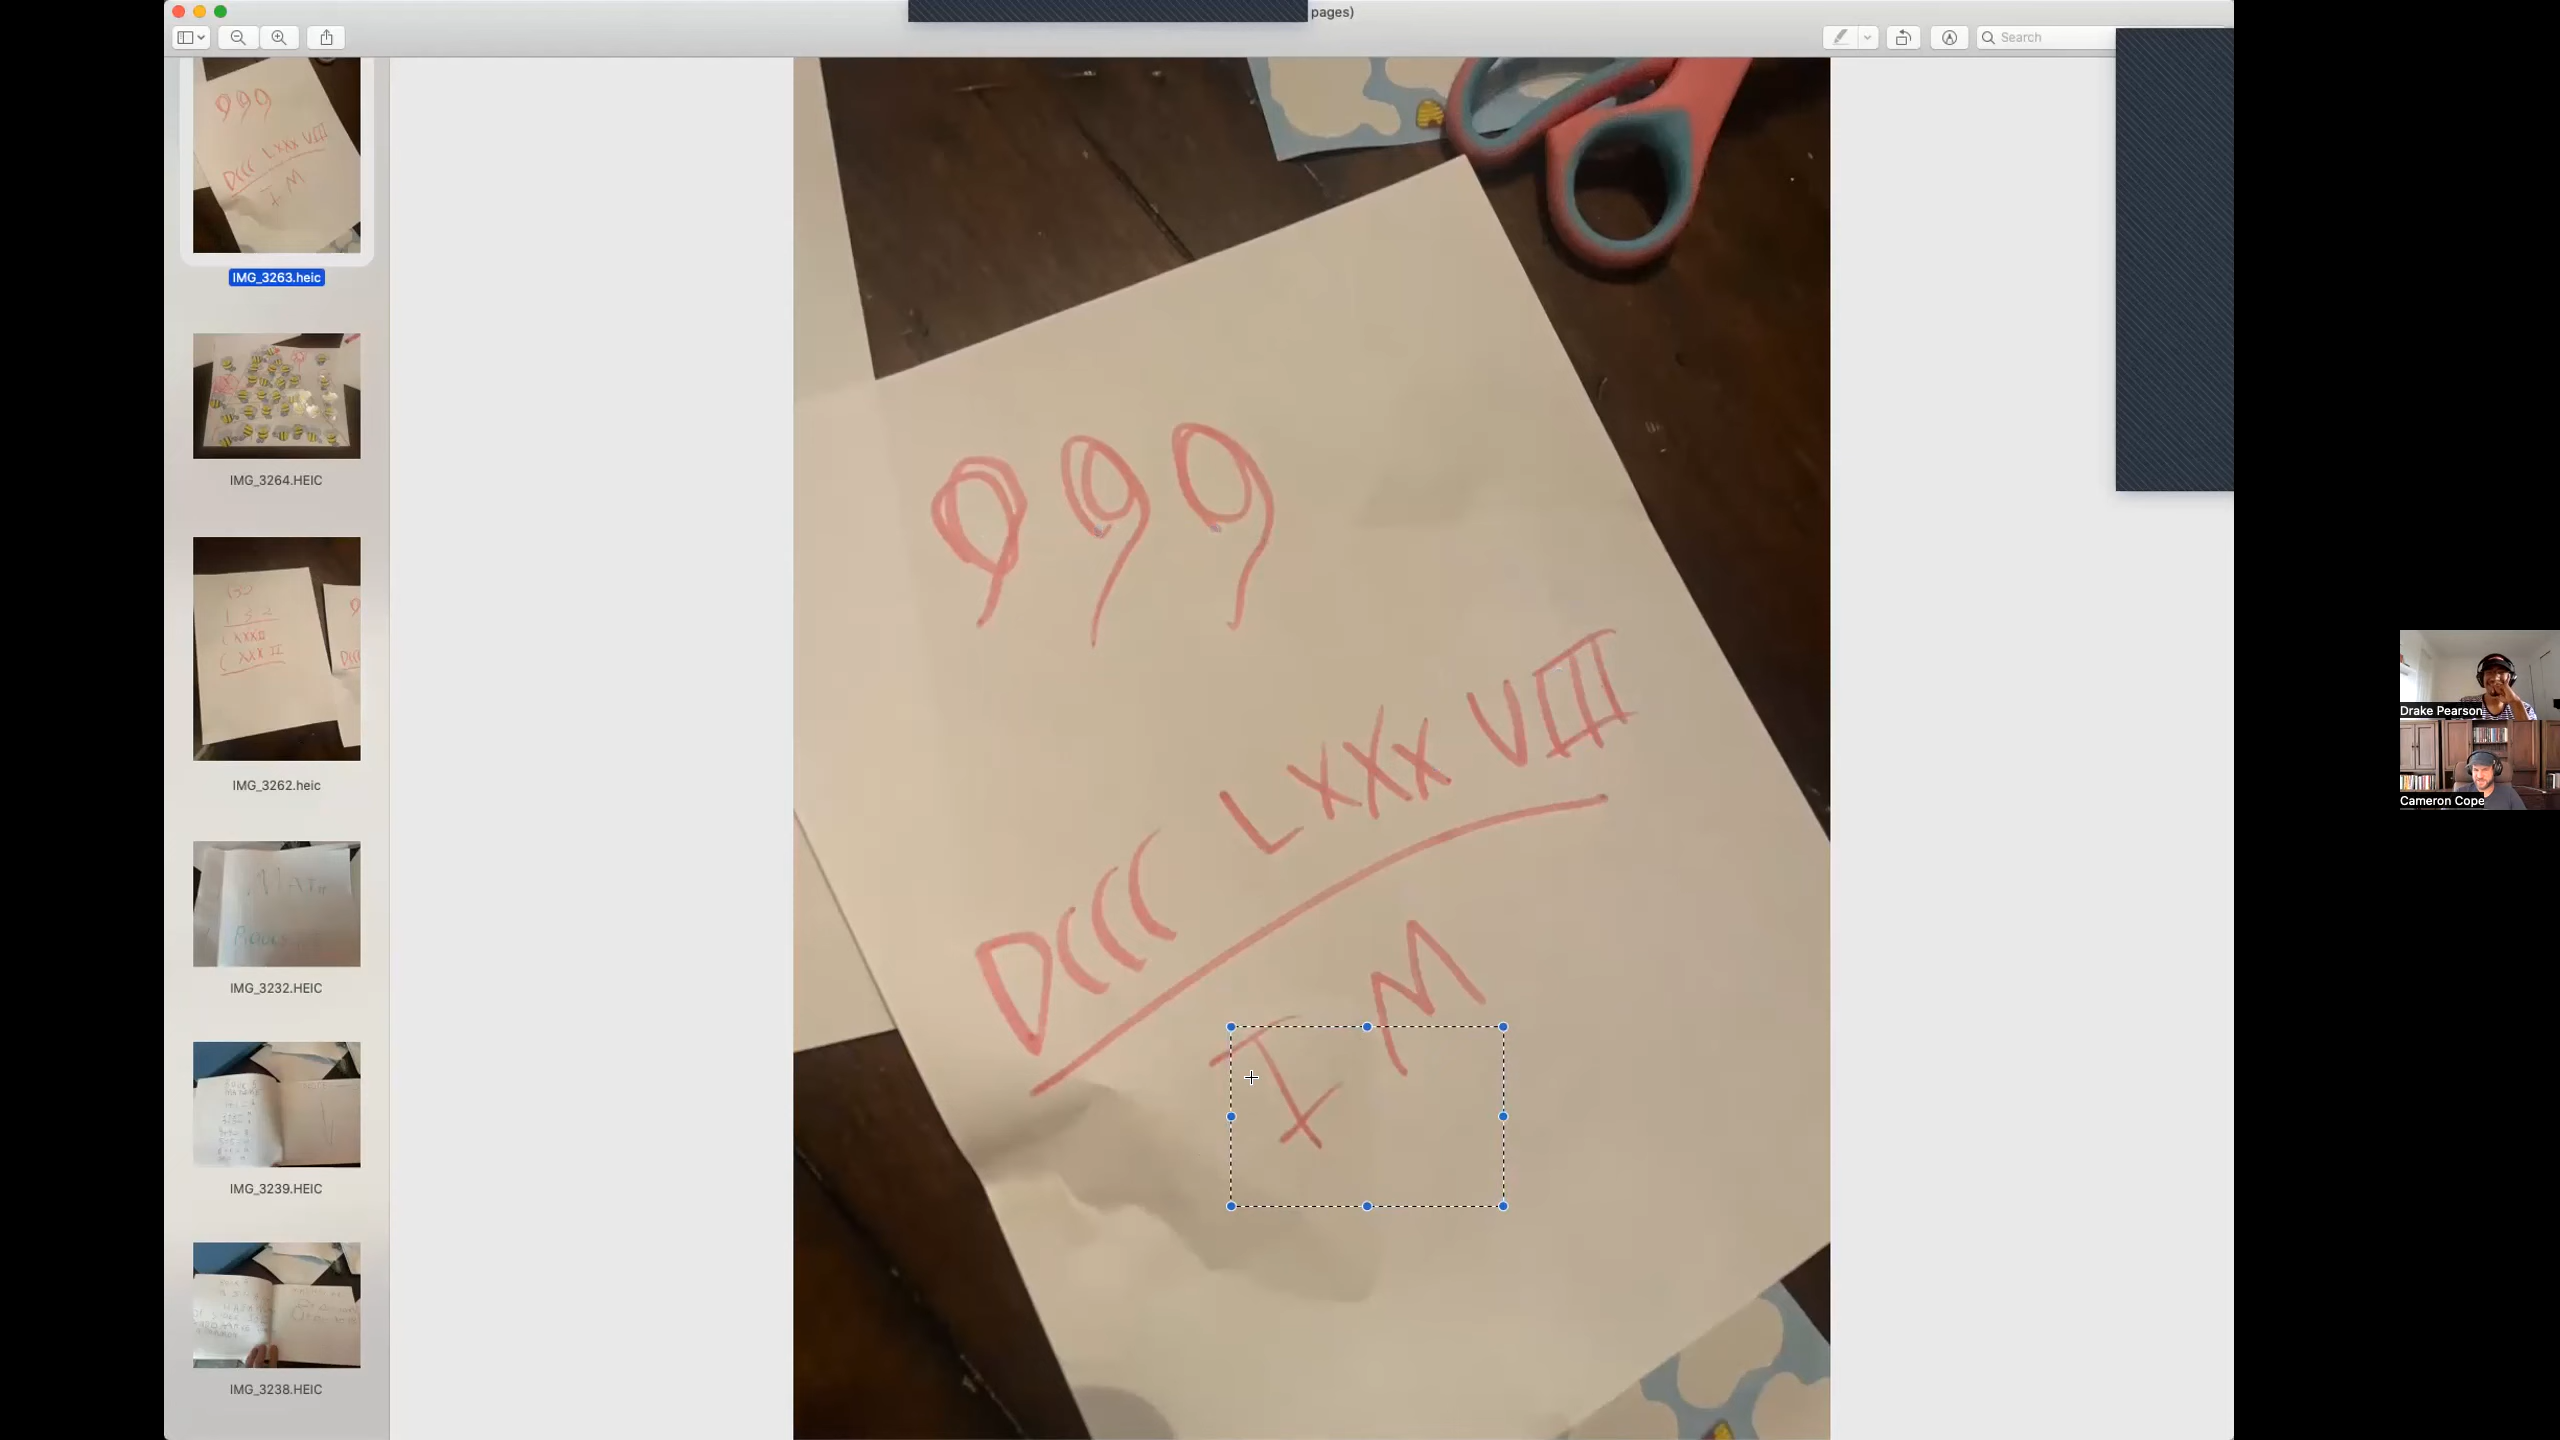 pages)
Search
999
DCCC LXXX VIII
I M
IMG_3263.heic
IMG_3264.HEIC
IMG_3262.heic
IMG_3232.HEIC
IMG_3239.HEIC
IMG_3238.HEIC
Drake Pearson
Cameron Cope